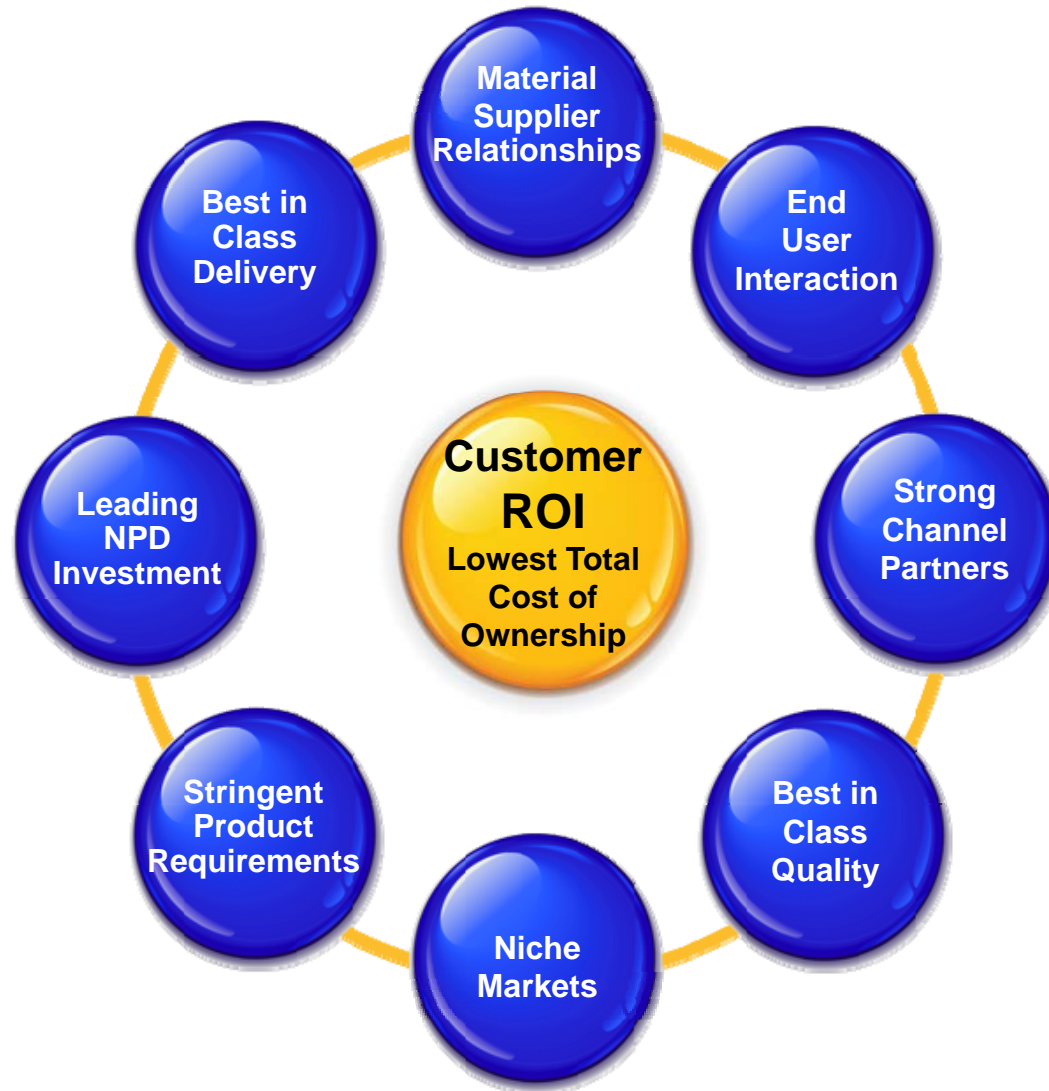 Material
Supplier
Relationships
End
User
Interaction
Strong
Channel
Partners
Best in
Class
Quality
Niche
Markets
Stringent
Product
Requirements
Leading
NPD
Investment
Best in
Class
Delivery
Customer
ROI
Lowest Total
Cost of
Ownership